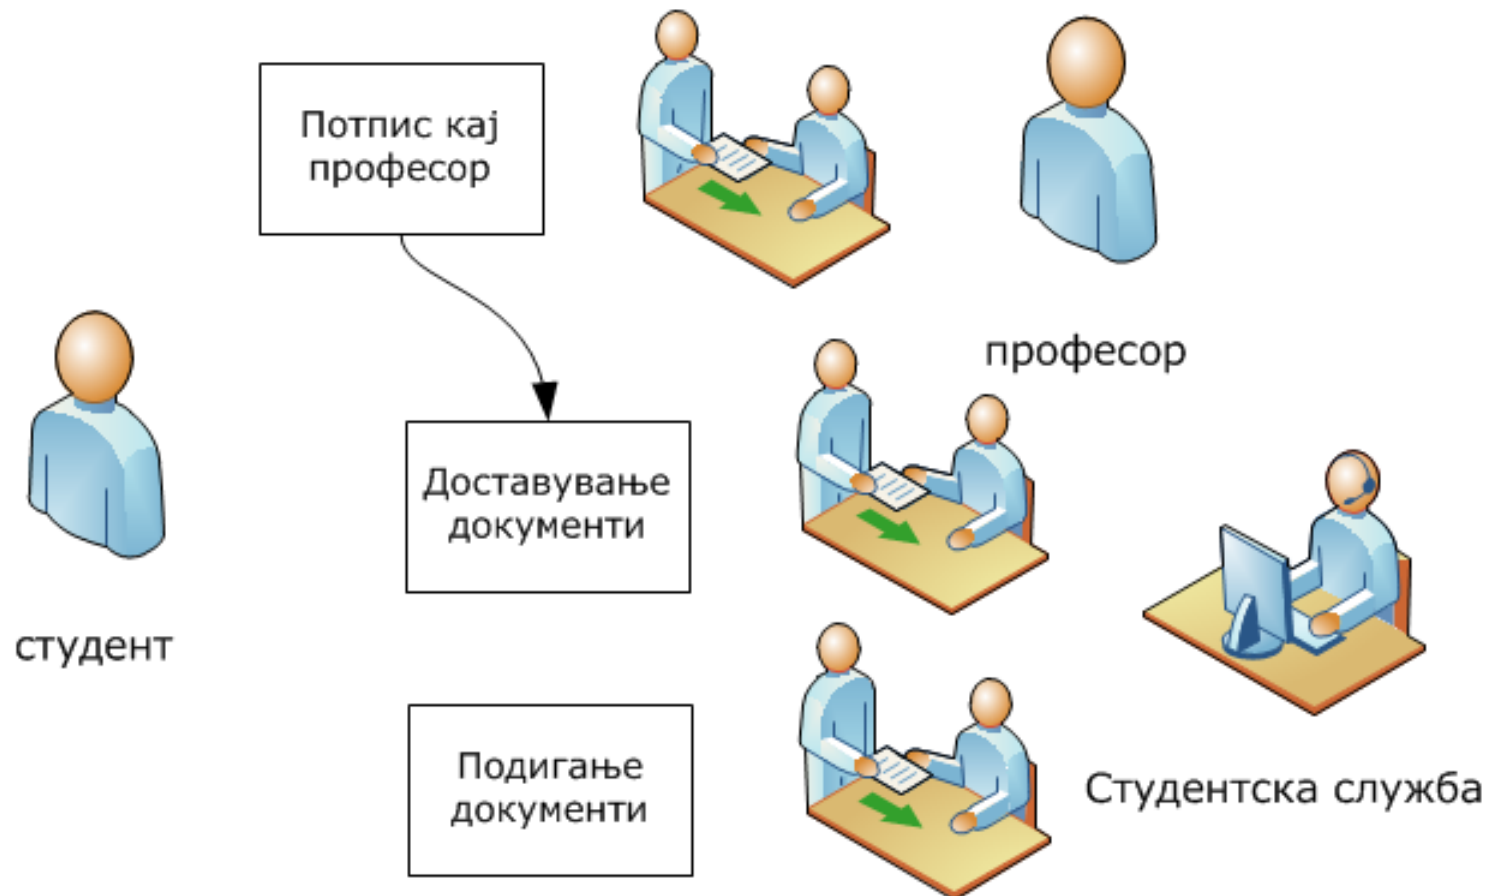 Потпис кај
професор
професор
Доставување
документи
студент
Подигање
документи
Студентска служба